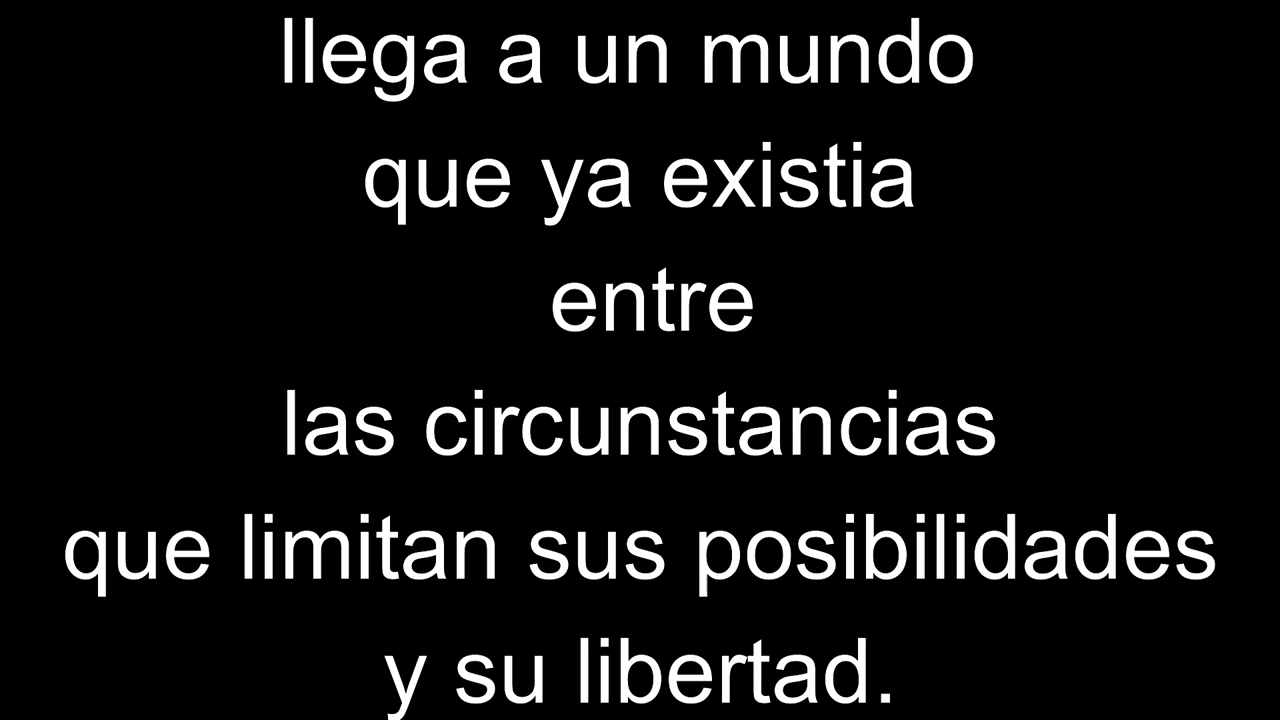 llega a un mundo
que ya existia
entre
las circunstancias
que limitan sus posibilidades
y su libertad.